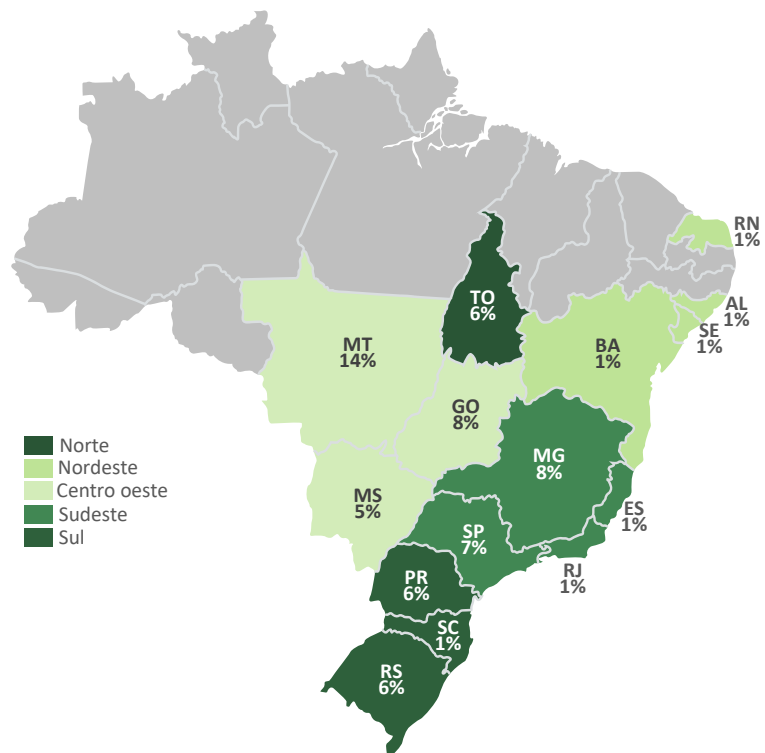 RN
1%
TO
6%
AL
1%
SE
1%
MT
14%
BA
1%
GO
8%
MG
8%
Norte
Nordeste
Centro oeste
Sudeste
Sul
MS
5%
ES
1%
SP
7%
RJ
1%
PR
6%
SC
1%
RS
6%